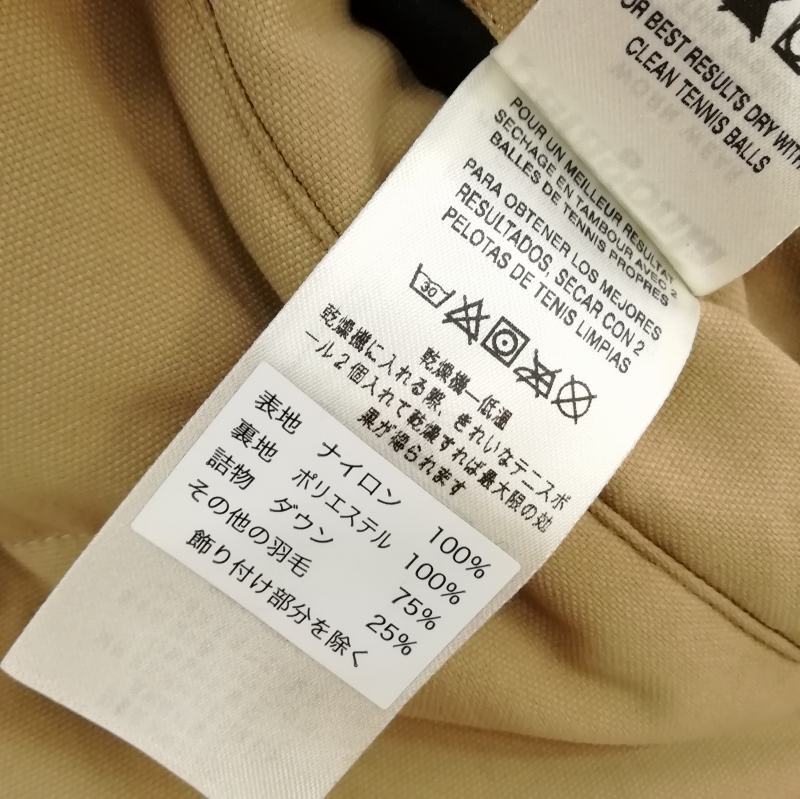 OR BEST RESULTS DRY WITH
CLEAN TENNIS BALLS
POUR UN MEILLEUR RESULTAT
SECHAGE EN TAMBOUR AVEC 2
BALLES DE TENNIS PROPRES
PARA OBTENER LOS MEJORES
RESULTADOS, SECAR CON 2
PELOTAS DE TENIS LIMPIAS
30
乾燥機ー低温
乾燥機に入れる際、きれいなテニスボ
ール2個入れて乾燥すれば最大限の効
果が得られます
表地 ナイロン 100%
裏地 ポリエステル 100%
詰物 ダウン 75%
その他の羽毛 25%
飾り付け部分を除く